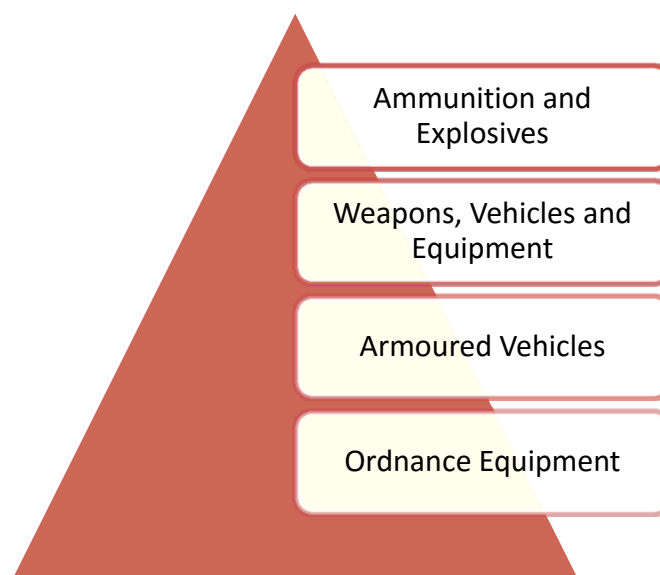 Ammunition and
Explosives
Weapons, Vehicles and
Equipment
Armoured Vehicles
Ordnance Equipment